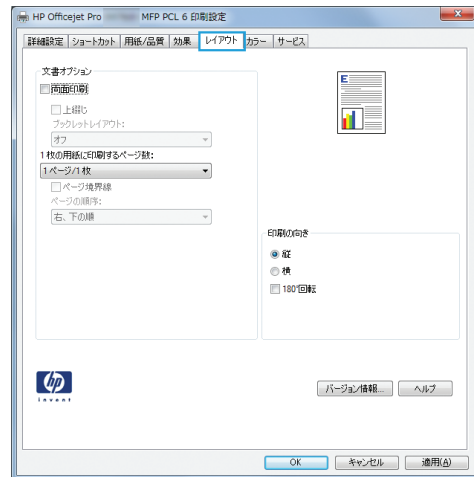 HP Officejet Pro MFP PCL 6 印刷設定
詳細設定 ショートカット 用紙/品質 効果 レイアウト カラー サービス
文書オプション
両面印刷
上綴じ
ブックレットレイアウト:
オフ
1枚の用紙に印刷するページ数:
1 ページ/1 枚
ページ境界線
ページの順序:
右、下の順
E
印刷の向き
縦
横
180°回転
hp
invent
バージョン情報... ヘルプ
OK キャンセル 適用(A)